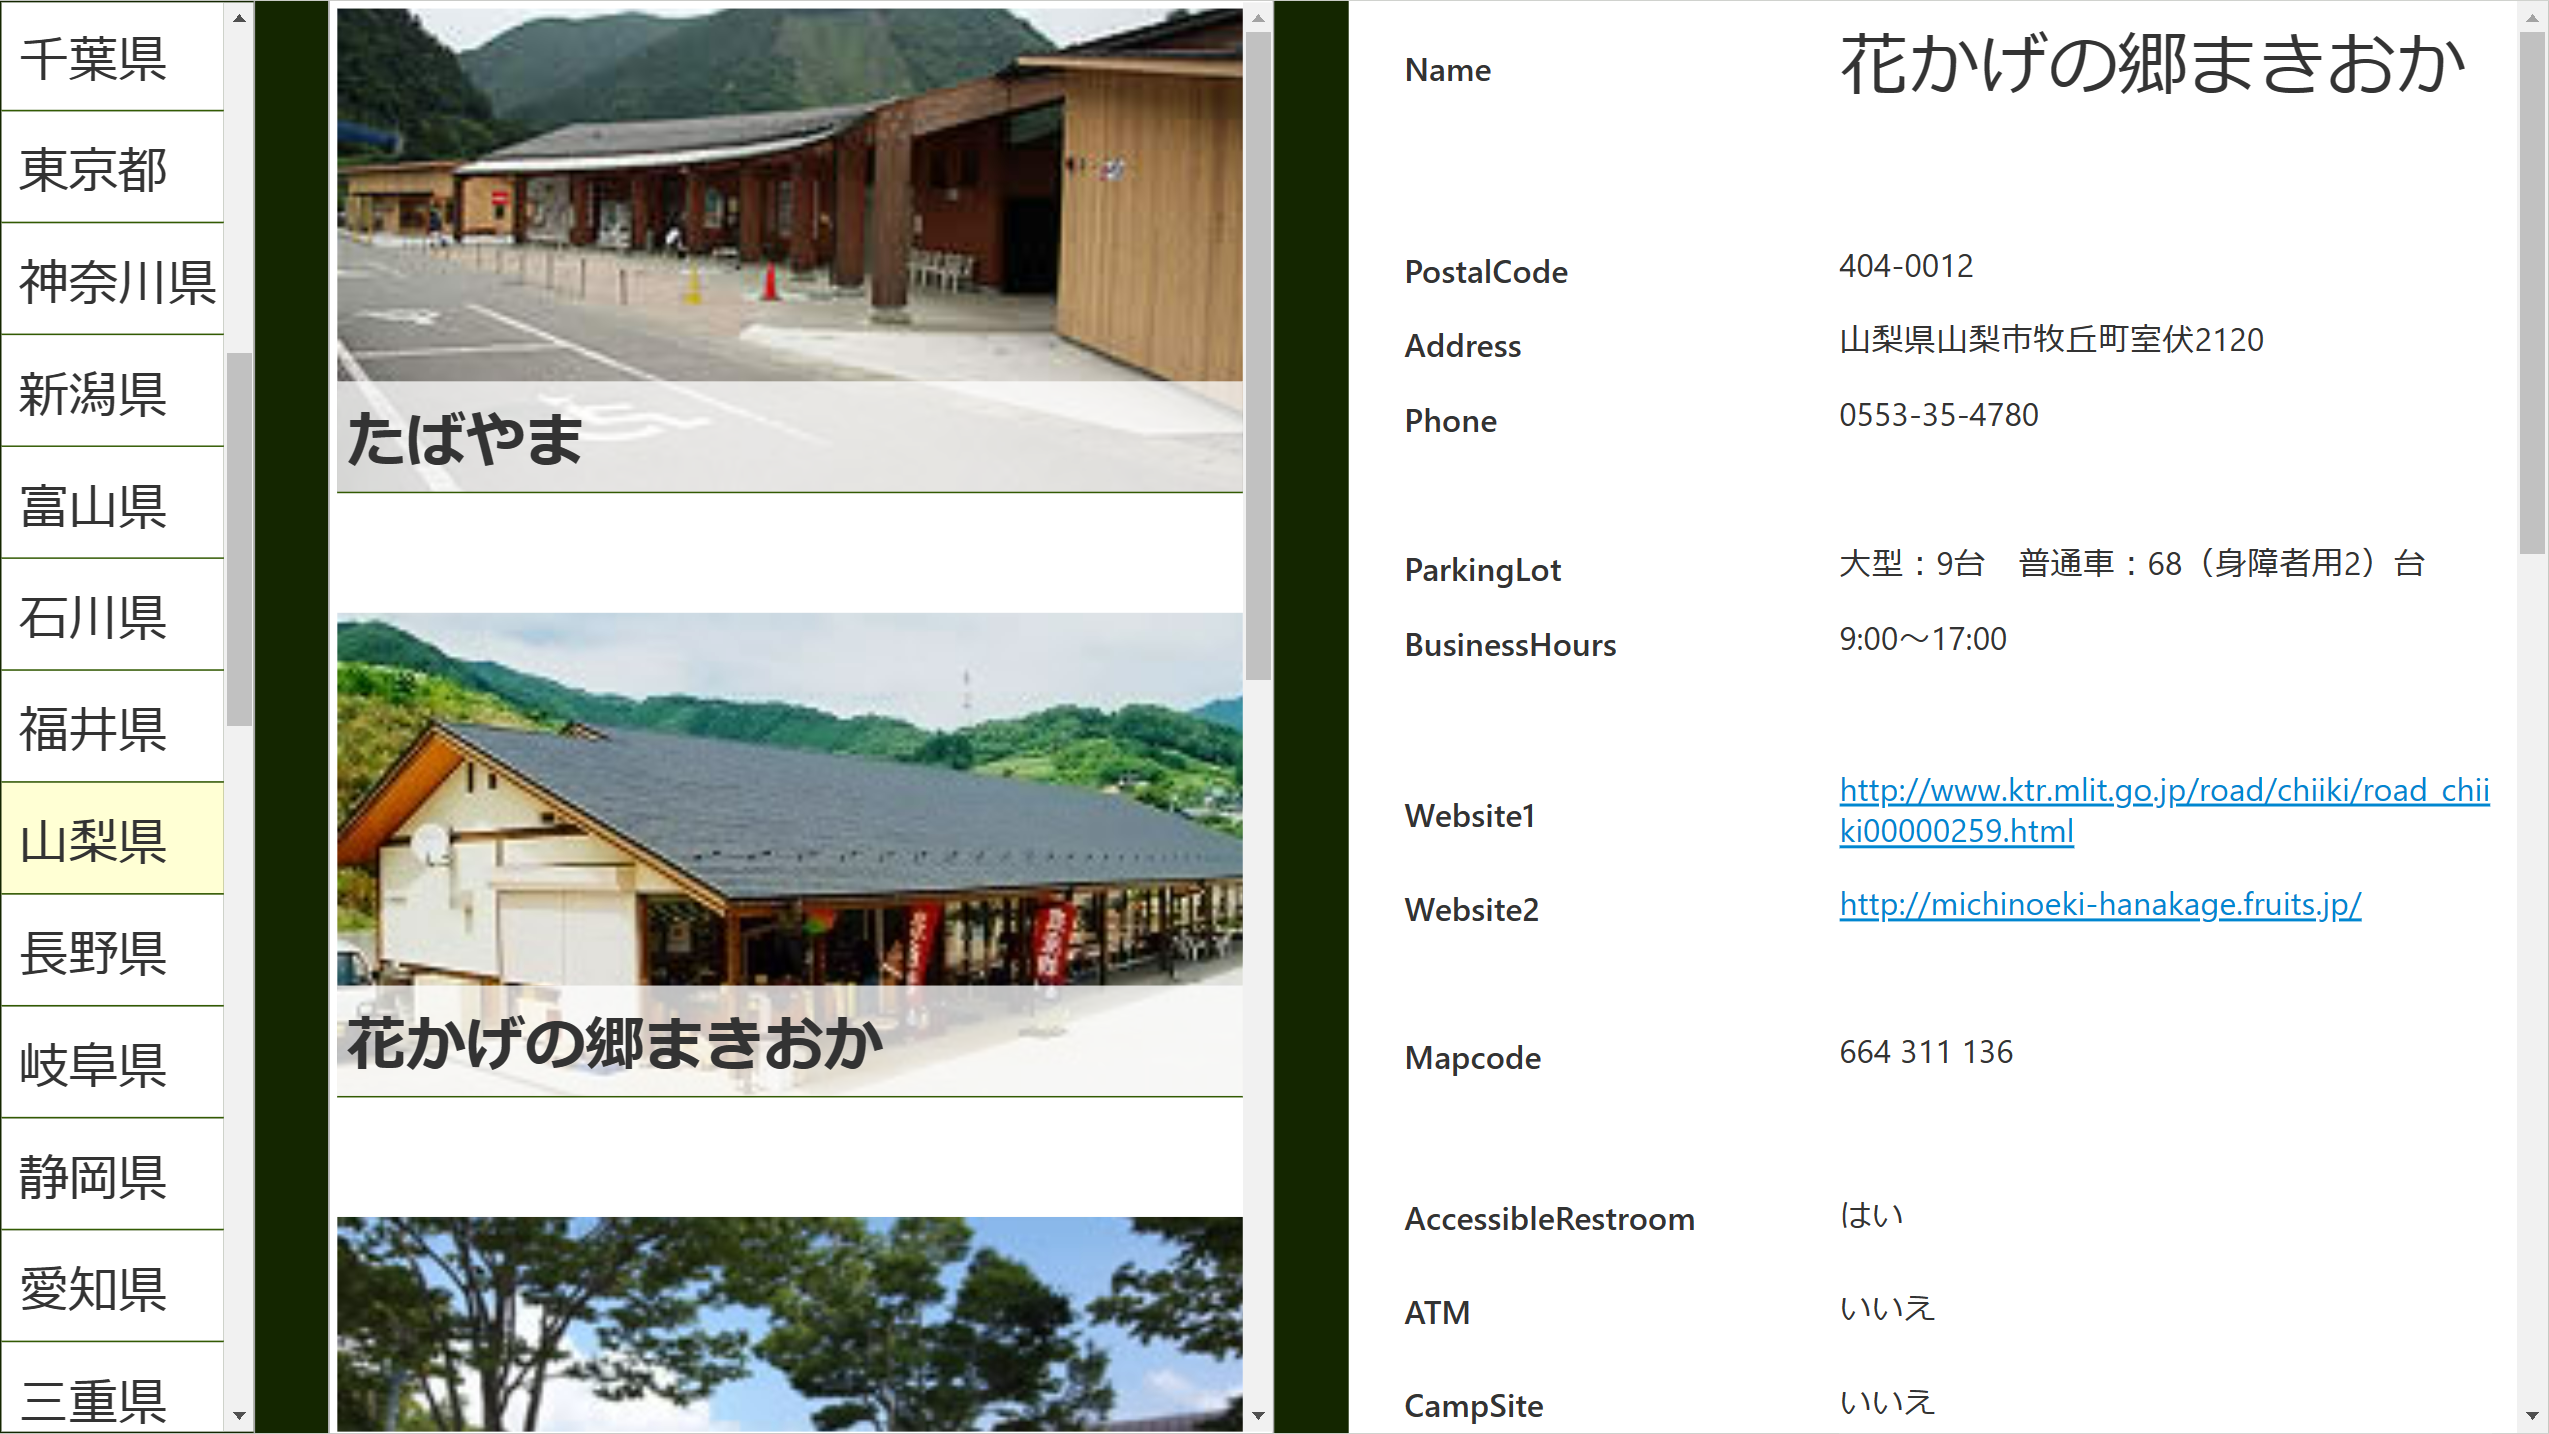 千葉県
東京都
神奈川県
新潟県
富山県
石川県
福井県
山梨県
長野県
岐阜県
静岡県
愛知県
三重県
たばやま
花かげの郷まきおか
Name 花かげの郷まきおか
PostalCode 404-0012
Address 山梨県山梨市牧丘町室伏2120
Phone 0553-35-4780
ParkingLot 大型：9台　普通車：68（身障者用2）台
BusinessHours 9:00～17:00
Website1 http://www.ktr.mlit.go.jp/road/chiiki/road_chii
ki00000259.html
Website2 http://michinoeki-hanakage.fruits.jp/
Mapcode 664 311 136
AccessibleRestroom はい
ATM いいえ
CampSite いいえ